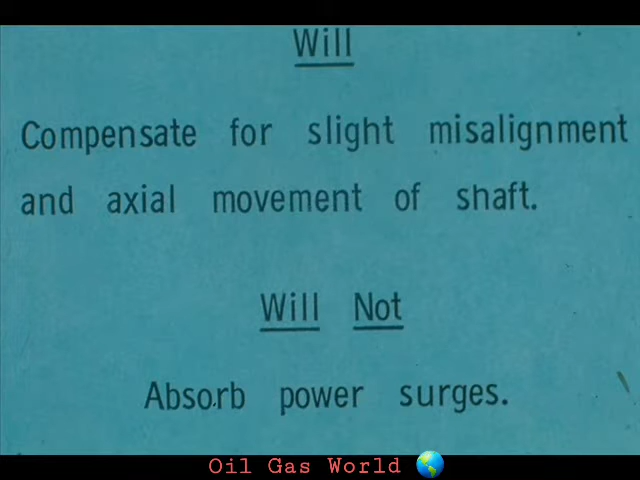 Will
Compensate for slight misalignment
and axial movement of shaft.
Will Not
Absorb power surges.
Oil Gas World 🌎